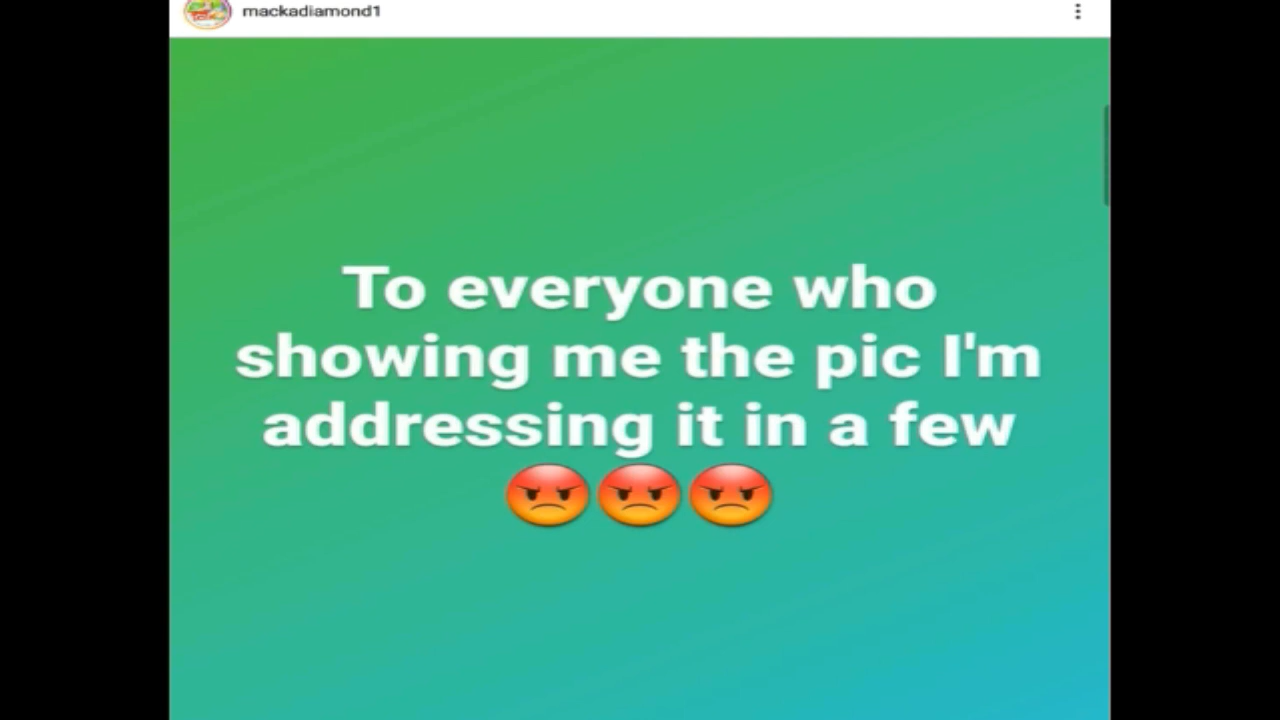 mackadiamond1
To everyone who
showing me the pic I'm
addressing it in a few
😡😡😡